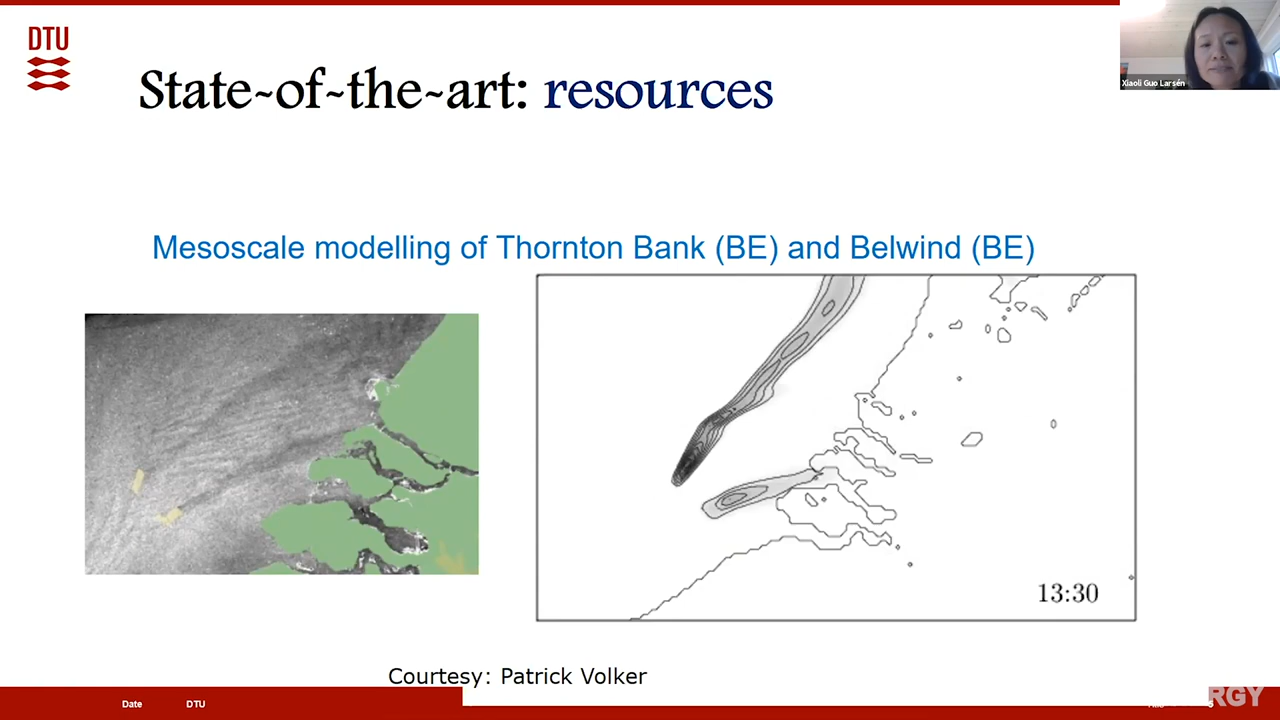 DTU
State-of-the-art: resources
Xiaoli Guo Larsén
Mesoscale modelling of Thornton Bank (BE) and Belwind (BE)
13:30
Courtesy: Patrick Volker
Date DTU
RGY